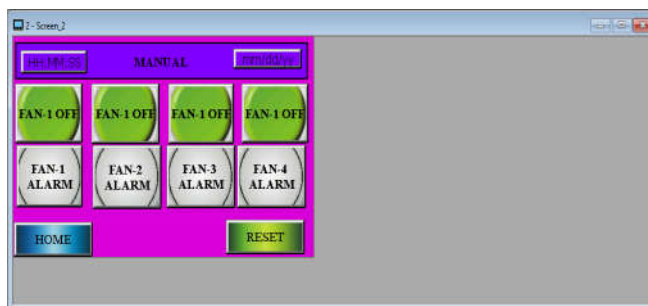 2 - Screen_2
HH:MM:SS MANUAL mm/dd/yy
FAN-1 OFF FAN-1 OFF FAN-1 OFF FAN-1 OFF
FAN-1 ALARM
FAN-2 ALARM
FAN-3 ALARM
FAN-4 ALARM
HOME RESET